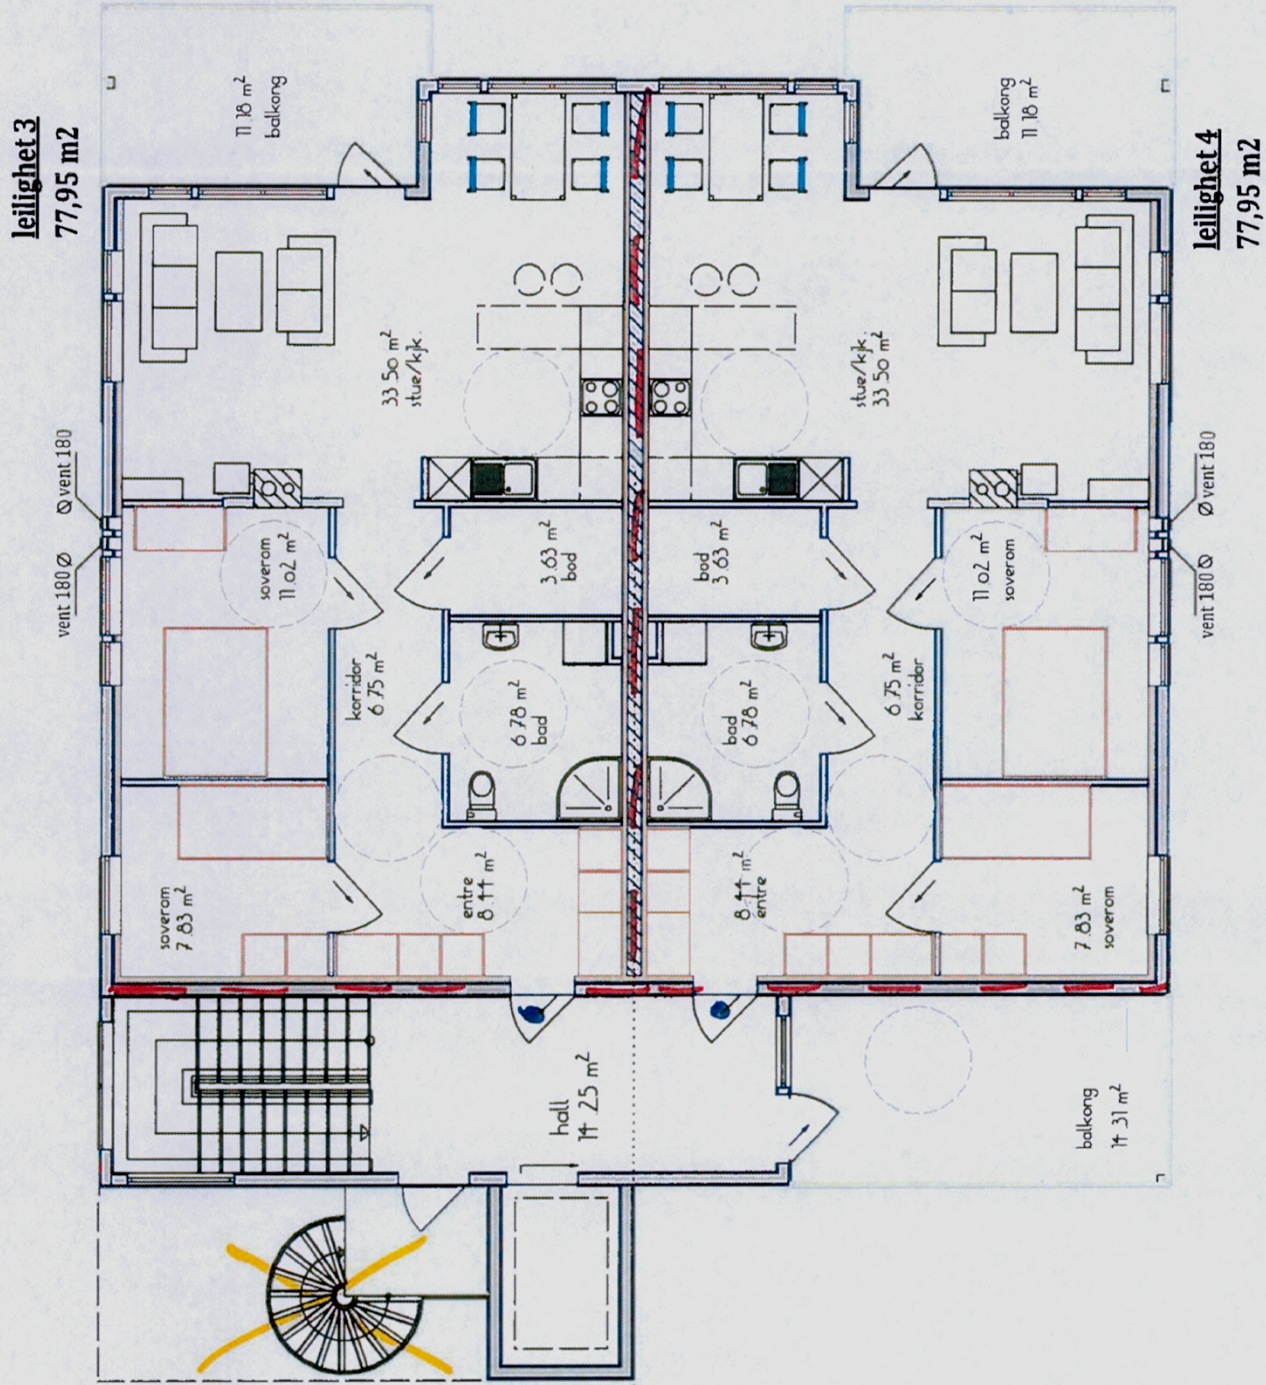 leilighet 3
77,95 m2
11.18 m²
balkong
balkong
11.18 m²
leilighet 4
77,95 m2
33.50 m²
stue/kjk.
stue/kjk.
33.50 m²
Ø vent 180
vent 180 Ø
Ø vent 180
vent 180 Ø
soverom
11.02 m²
3.63 m²
bod
bod
3.63 m²
11.02 m²
soverom
korridor
6.75 m²
6.78 m²
bad
bad
6.78 m²
6.75 m²
korridor
soverom
7.83 m²
entre
8.44 m²
8.44 m²
entre
7.83 m²
soverom
hall
14.25 m²
balkong
14.31 m²